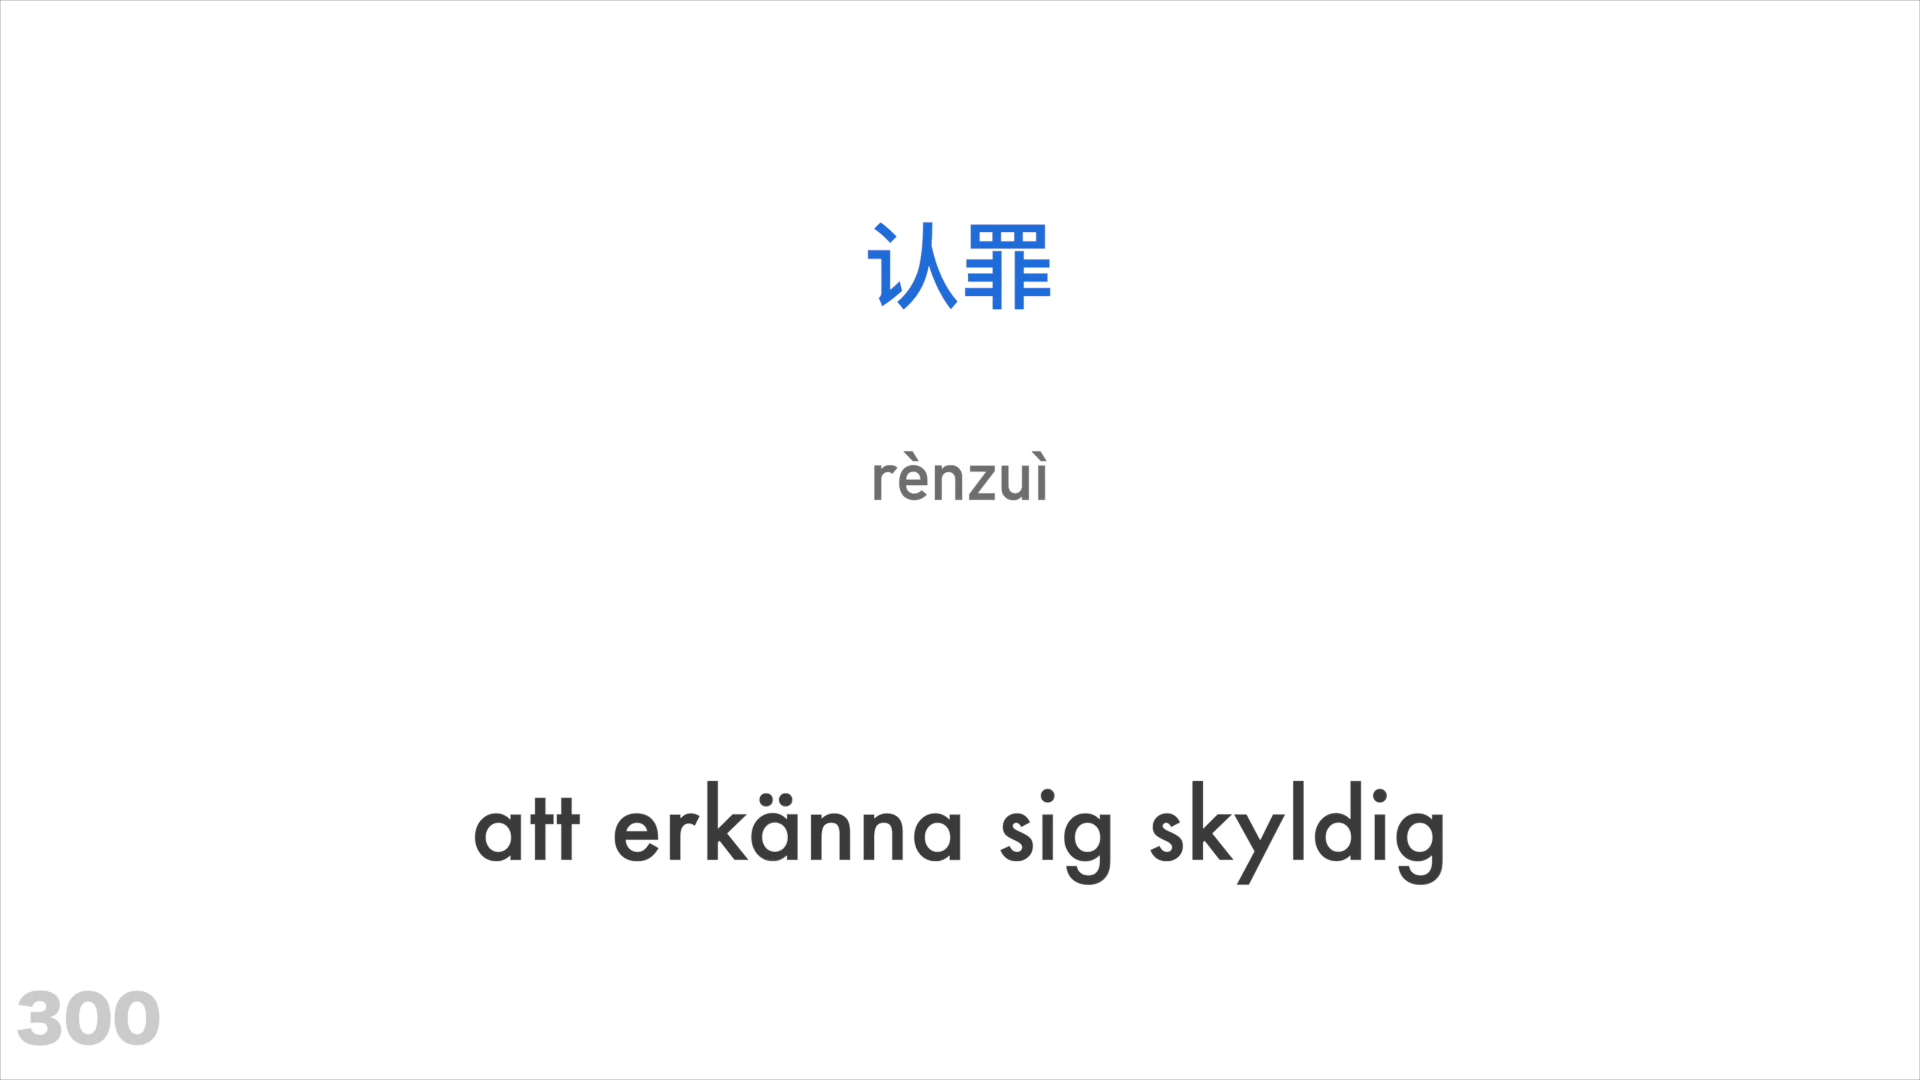 认罪
rènzuì
att erkänna sig skyldig
300